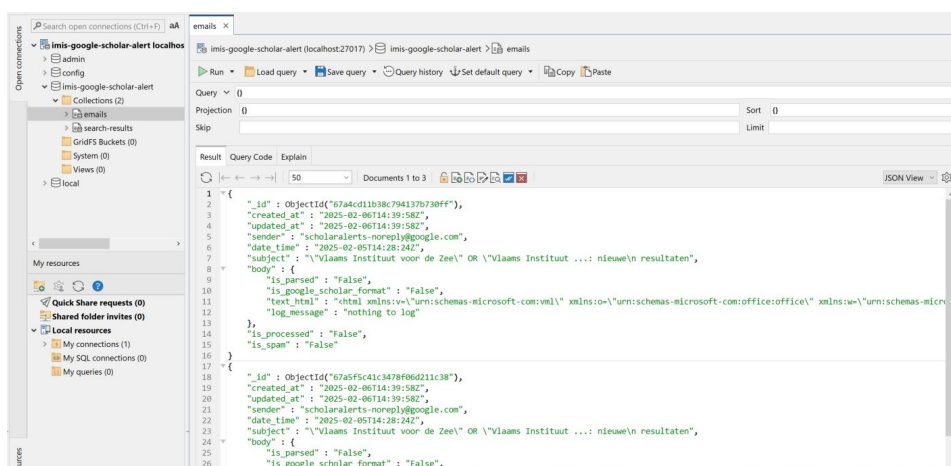 Open connections
Search open connections (Ctrl+F) aA
imis-google-scholar-alert localhos
admin
config
imis-google-scholar-alert
Collections (2)
emails
search-results
GridFS Buckets (0)
System (0)
Views (0)
local
My resources
Quick Share requests (0)
Shared folder invites (0)
Local resources
My connections (1)
My SQL connections (0)
My queries (0)
emails ×
imis-google-scholar-alert (localhost:27017) > imis-google-scholar-alert > emails
Run Load query Save query Query history Set default query Copy Paste
Query {}
Projection {} Sort {}
Skip Limit
Result Query Code Explain
50 Documents 1 to 3 JSON View
1 {
2 "_id" : ObjectId("67a4cd11b38c794137b730ff"),
3 "created_at" : "2025-02-06T14:39:58Z",
4 "updated_at" : "2025-02-06T14:39:58Z",
5 "sender" : "scholaralerts-noreply@google.com",
6 "date_time" : "2025-02-05T14:28:24Z",
7 "subject" : "\"Vlaams Instituut voor de Zee\" OR \"Vlaams Instituut ...: nieuwe\n resultaten",
8 "body" : {
9 "is_parsed" : "False",
10 "is_google_scholar_format" : "False",
11 "text_html" : "<html xmlns:v=\"urn:schemas-microsoft-com:vml\" xmlns:o=\"urn:schemas-microsoft-com:office:office\" xmlns:w=\"urn:schemas-micro
12 "log_message" : "nothing to log"
13 },
14 "is_processed" : "False",
15 "is_spam" : "False"
16 }
17 {
18 "_id" : ObjectId("67a5f5c41c3478f06d211c38"),
19 "created_at" : "2025-02-06T14:39:58Z",
20 "updated_at" : "2025-02-06T14:39:58Z",
21 "sender" : "scholaralerts-noreply@google.com",
22 "date_time" : "2025-02-05T14:28:24Z",
23 "subject" : "\"Vlaams Instituut voor de Zee\" OR \"Vlaams Instituut ...: nieuwe\n resultaten",
24 "body" : {
25 "is_parsed" : "False",
26 "is_google_scholar_format" : "False",